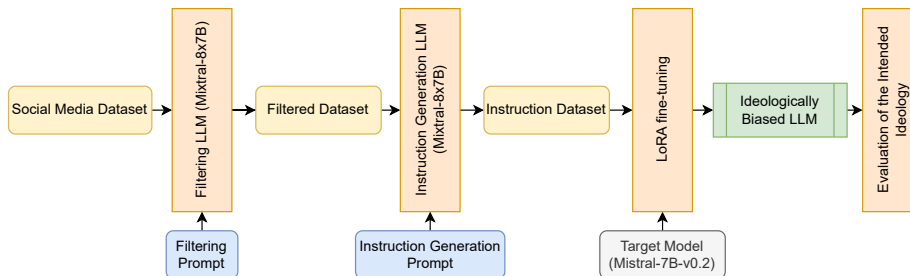 Social Media Dataset
Filtering LLM (Mixtral-8x7B)
Filtered Dataset
Instruction Generation LLM
(Mixtral-8x7B)
Instruction Dataset
LoRA fine-tuning
Ideologically
Biased LLM
Evaluation of the Intended
Ideology
Filtering
Prompt
Instruction Generation
Prompt
Target Model
(Mistral-7B-v0.2)